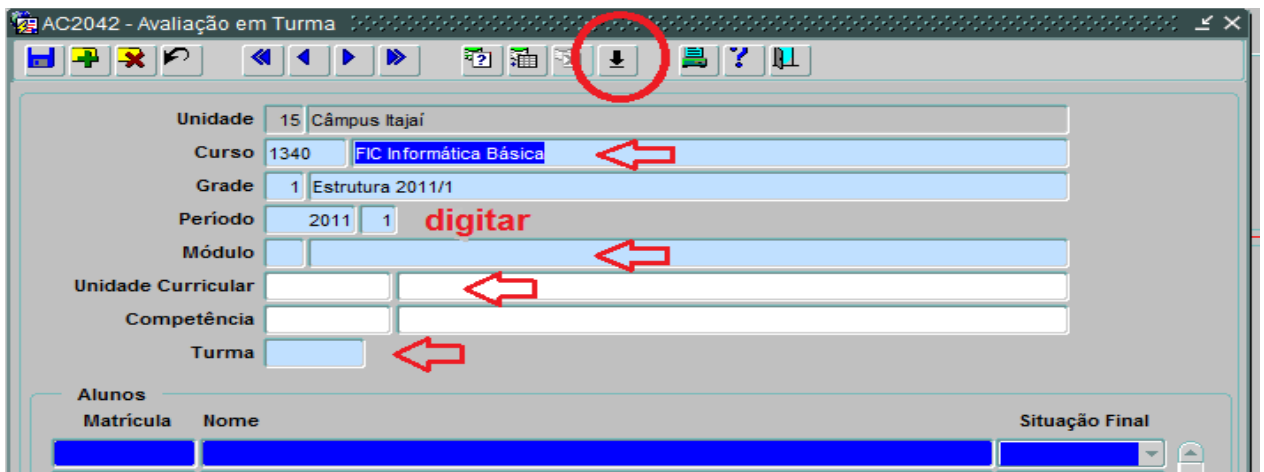 AC2042 - Avaliação em Turma
Unidade 15 Câmpus Itajaí
Curso 1340 FIC Informática Básica
Grade 1 Estrutura 2011/1
Período 2011 1 digitar
Módulo
Unidade Curricular
Competência
Turma
Alunos
Matrícula Nome Situação Final